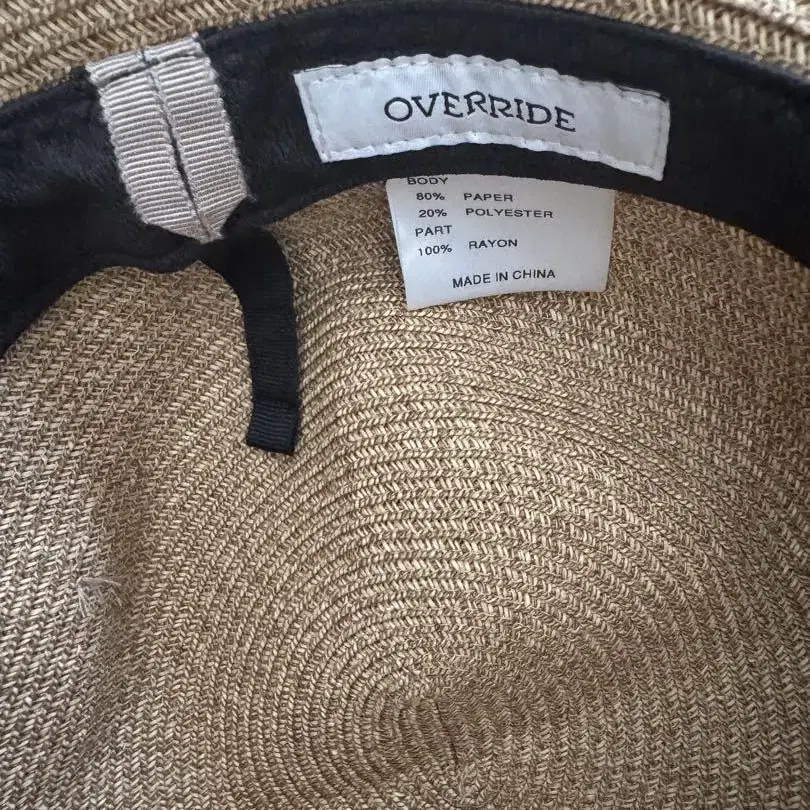 OVERRIDE
BODY
80% PAPER
20% POLYESTER
PART
100% RAYON
MADE IN CHINA